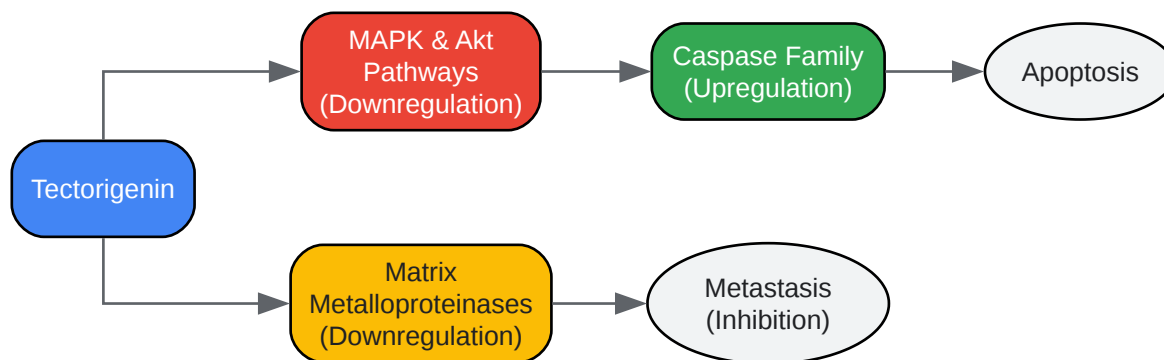 MAPK & Akt
Pathways
(Downregulation)
Caspase Family
(Upregulation)
Apoptosis
Tectorigenin
Matrix
Metalloproteinases
(Downregulation)
Metastasis
(Inhibition)